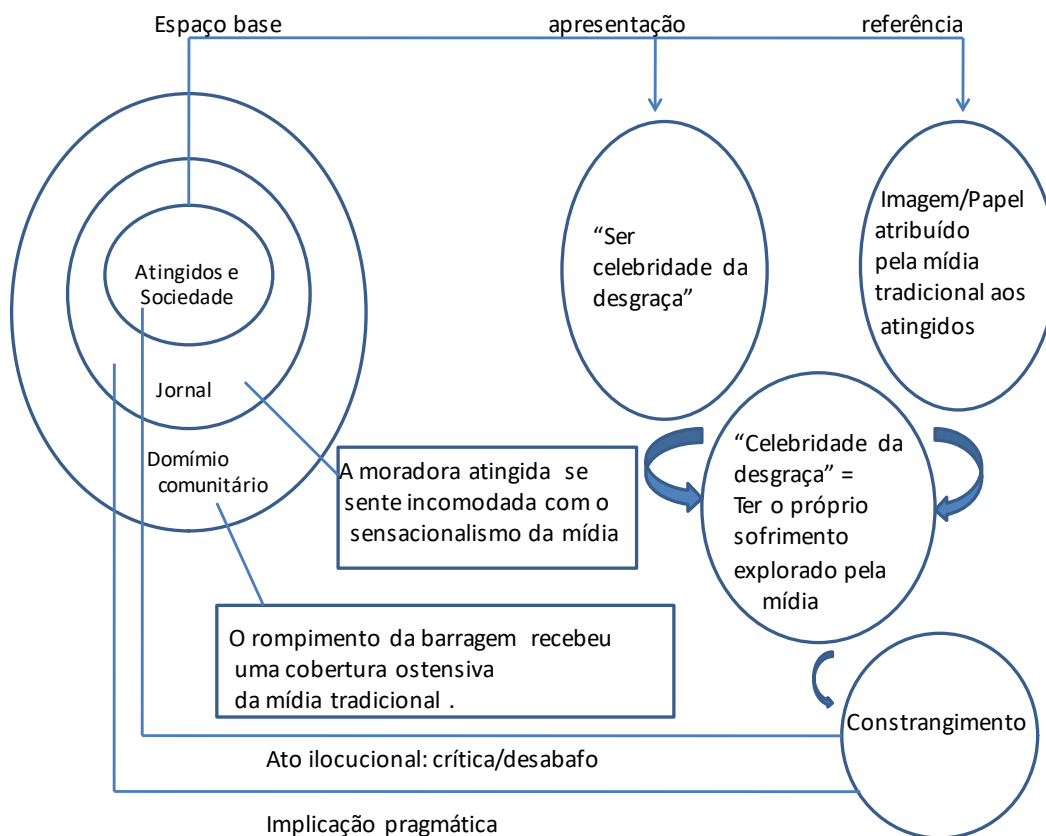 Espaço base
apresentação
referência
Atingidos e
Sociedade
Jornal
Domímio
comunitário
“Ser
celebridade da
desgraça”
Imagem/Papel
atribuído
pela mídia
tradicional aos
atingidos
“Celebridade da
desgraça” =
Ter o próprio
sofrimento
explorado pela
mídia
A moradora atingida se
sente incomodada com o
sensacionalismo da mídia
O rompimento da barragem recebeu
uma cobertura ostensiva
da mídia tradicional .
Constrangimento
Ato ilocucional: crítica/desabafo
Implicação pragmática